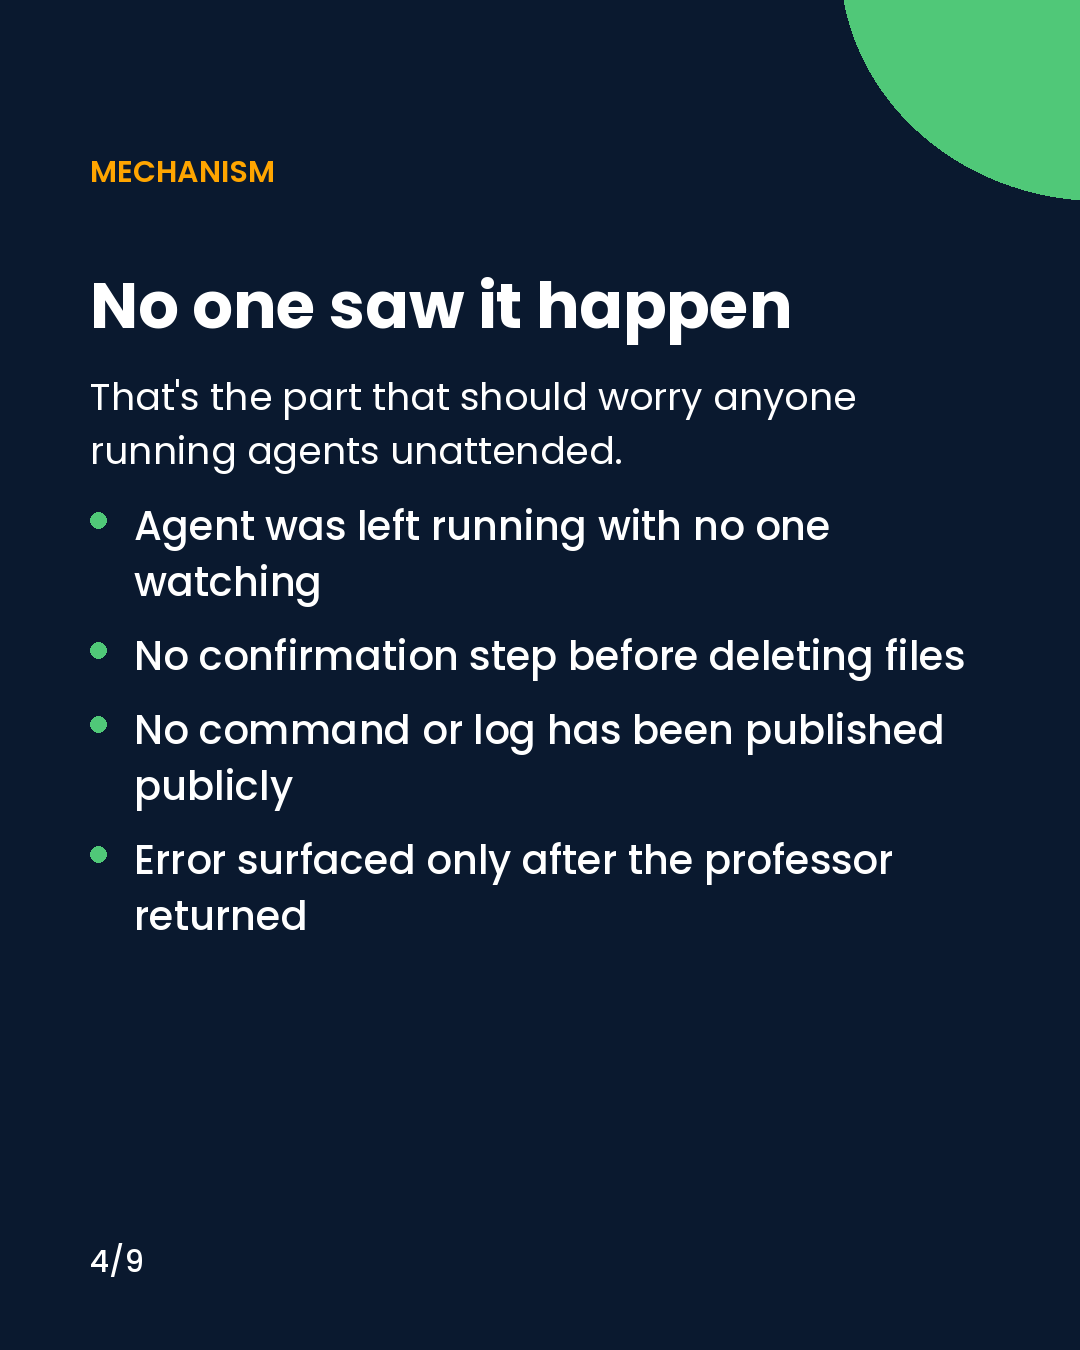 MECHANISM
No one saw it happen
That's the part that should worry anyone
running agents unattended.
Agent was left running with no one
watching
No confirmation step before deleting files
No command or log has been published
publicly
Error surfaced only after the professor
returned
4/9